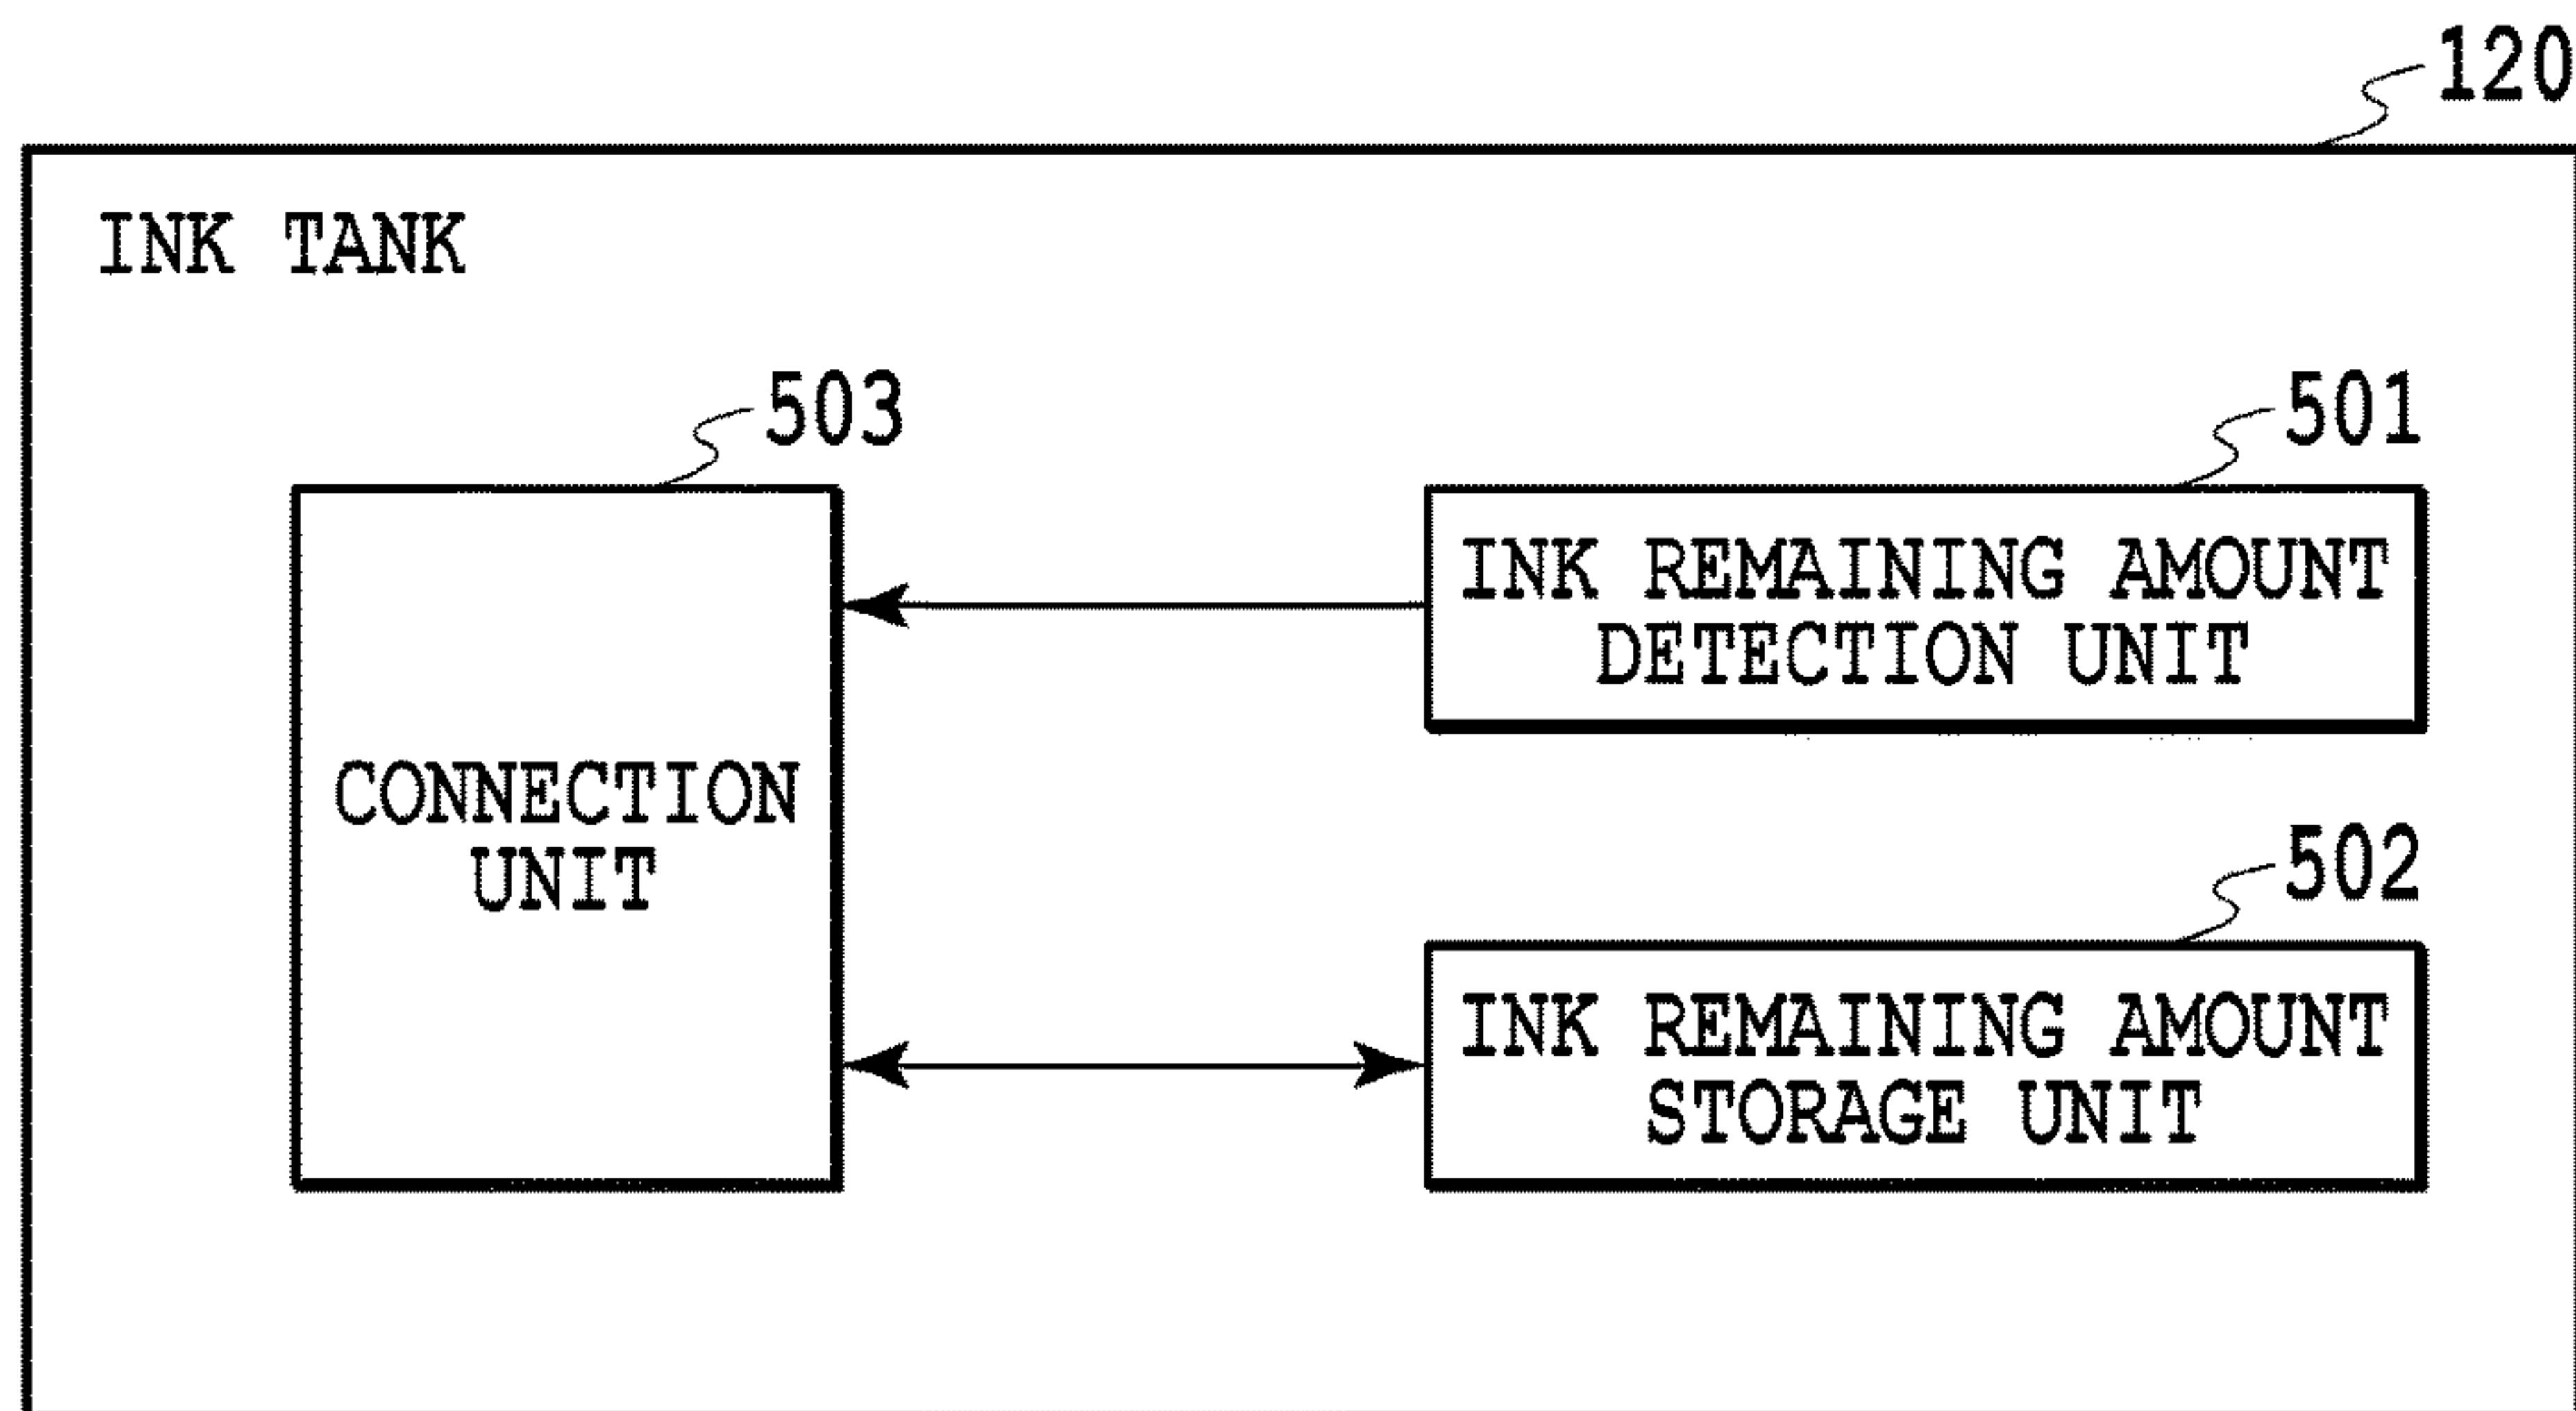 120
INK TANK
503
501
CONNECTION
UNIT
INK REMAINING AMOUNT
DETECTION UNIT
502
INK REMAINING AMOUNT
STORAGE UNIT